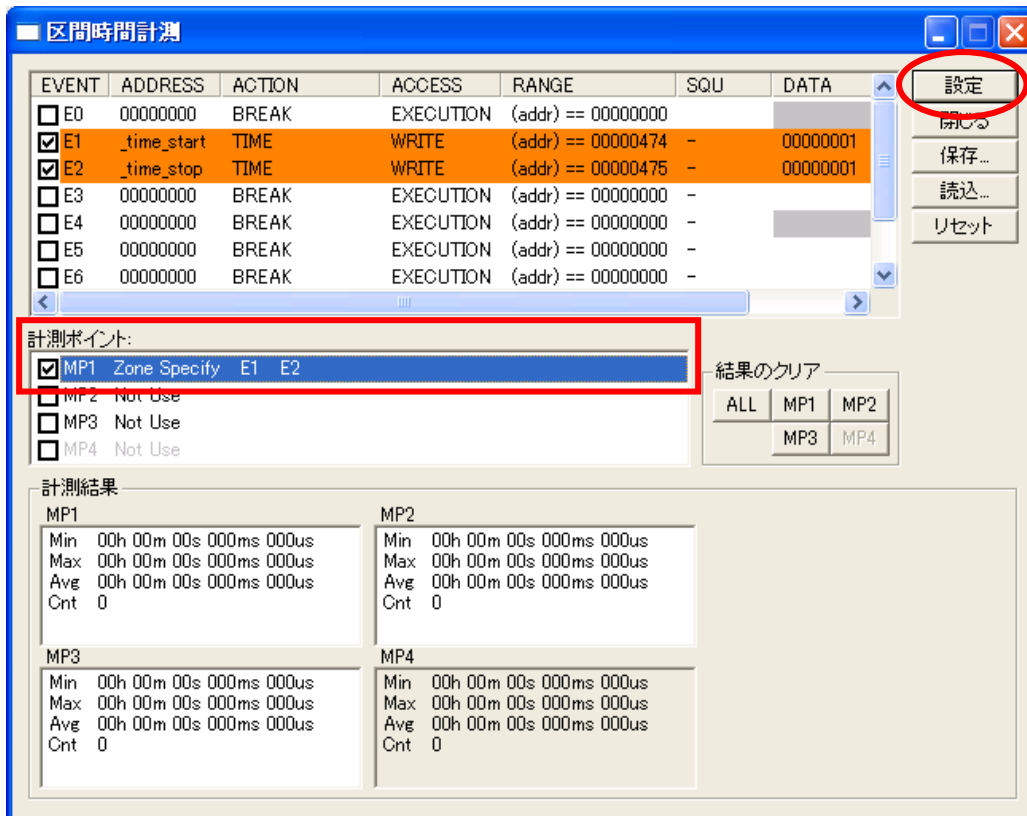 区間時間計測
EVENT ADDRESS ACTION ACCESS RANGE SQU DATA
E0 00000000 BREAK EXECUTION (addr) == 00000000
E1 _time_start TIME WRITE (addr) == 00000474 - 00000001
E2 _time_stop TIME WRITE (addr) == 00000475 - 00000001
E3 00000000 BREAK EXECUTION (addr) == 00000000 -
E4 00000000 BREAK EXECUTION (addr) == 00000000 -
E5 00000000 BREAK EXECUTION (addr) == 00000000 -
E6 00000000 BREAK EXECUTION (addr) == 00000000 -
設定
閉じる
保存...
読込...
リセット
計測ポイント:
MP1 Zone Specify E1 E2
MP2 Not Use
MP3 Not Use
MP4 Not Use
結果のクリア
ALL MP1 MP2
MP3 MP4
計測結果
MP1
Min 00h 00m 00s 000ms 000us
Max 00h 00m 00s 000ms 000us
Avg 00h 00m 00s 000ms 000us
Cnt 0
MP2
Min 00h 00m 00s 000ms 000us
Max 00h 00m 00s 000ms 000us
Avg 00h 00m 00s 000ms 000us
Cnt 0
MP3
Min 00h 00m 00s 000ms 000us
Max 00h 00m 00s 000ms 000us
Avg 00h 00m 00s 000ms 000us
Cnt 0
MP4
Min 00h 00m 00s 000ms 000us
Max 00h 00m 00s 000ms 000us
Avg 00h 00m 00s 000ms 000us
Cnt 0